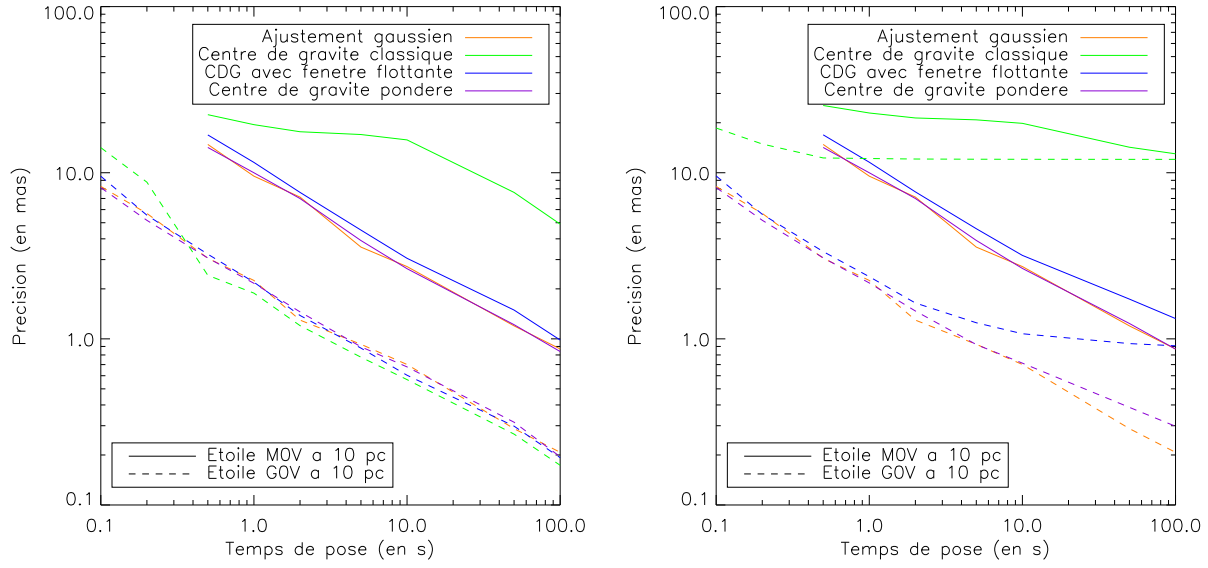 100.0
10.0
1.0
0.1
Precision (en mas)
Ajustement gaussien
Centre de gravite classique
CDG avec fenetre flottante
Centre de gravite pondere
Etoile M0V a 10 pc
Etoile G0V a 10 pc
0.1 1.0 10.0 100.0
Temps de pose (en s)
100.0
10.0
1.0
0.1
Precision (en mas)
Ajustement gaussien
Centre de gravite classique
CDG avec fenetre flottante
Centre de gravite pondere
Etoile M0V a 10 pc
Etoile G0V a 10 pc
0.1 1.0 10.0 100.0
Temps de pose (en s)